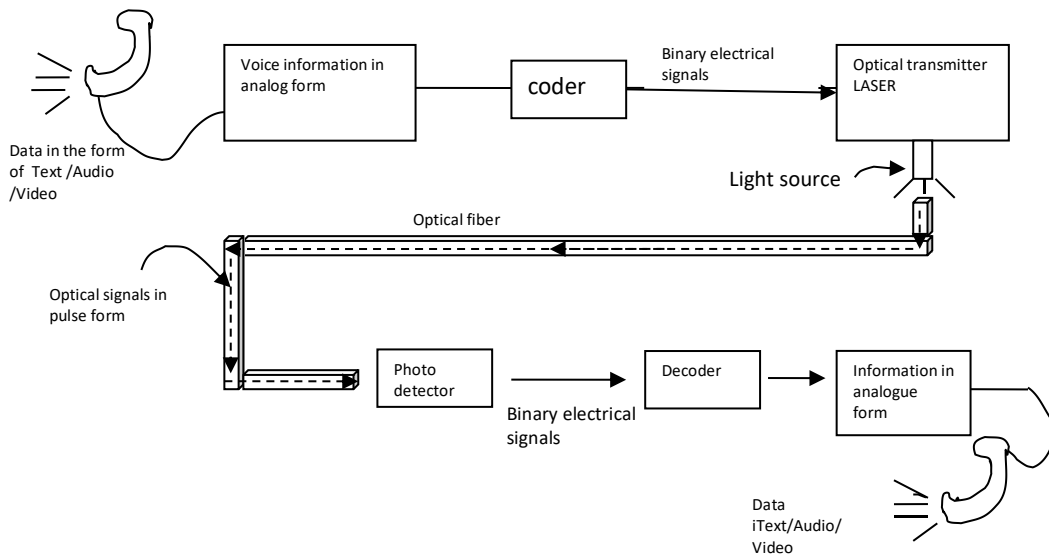 Voice information in
analog form
coder
Binary electrical
signals
Optical transmitter
LASER
Data in the form
of Text /Audio
/Video
Light source
Optical fiber
Optical signals in
pulse form
Photo
detector
Binary electrical
signals
Decoder
Information in
analogue
form
Data
iText/Audio/
Video